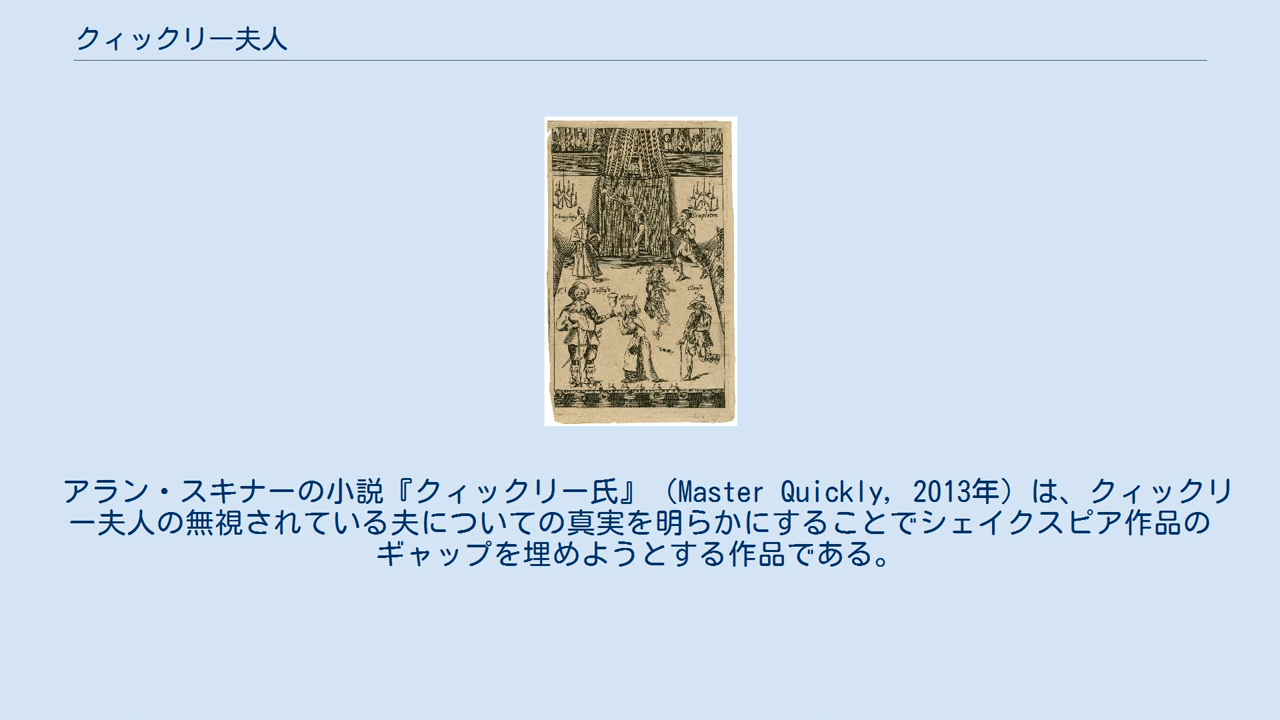 クィックリー夫人
Simpleton
Clause
アラン・スキナーの小説『クィックリー氏』（Master Quickly, 2013年）は、クィックリ
ー夫人の無視されている夫についての真実を明らかにすることでシェイクスピア作品の
ギャップを埋めようとする作品である。